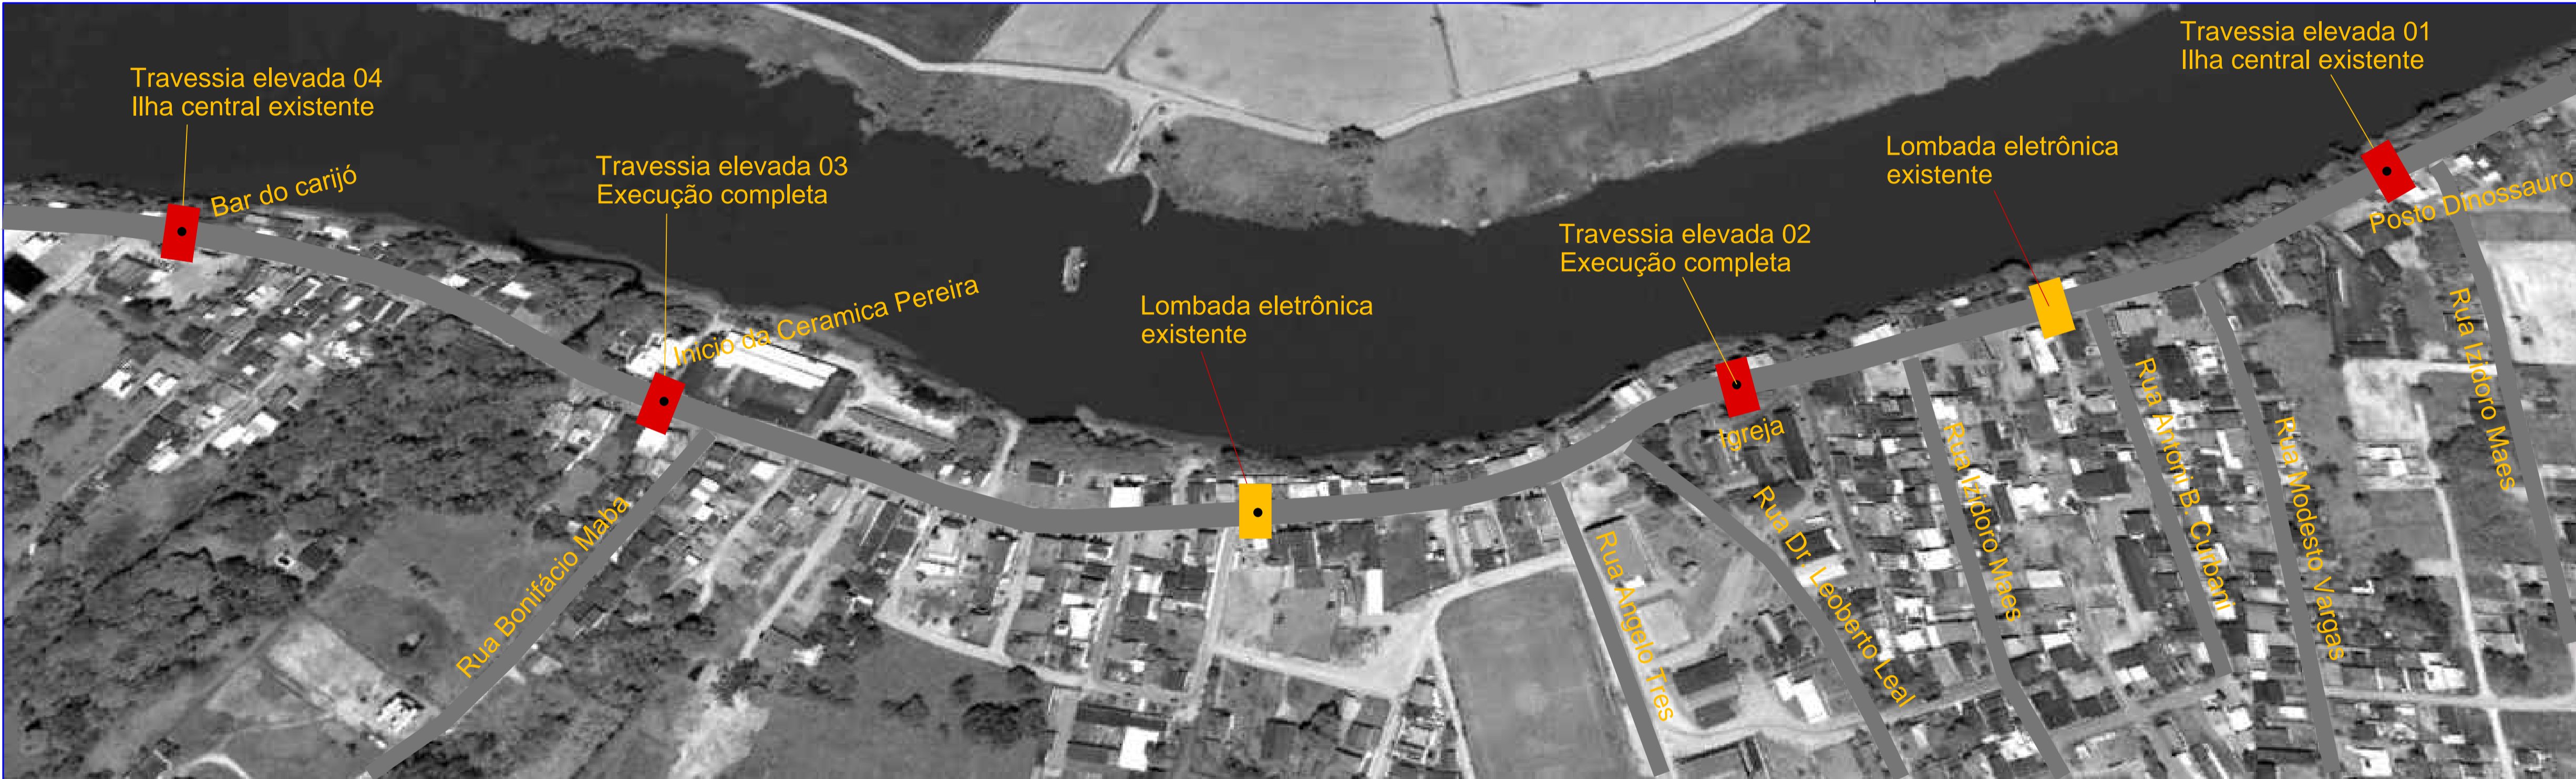 Travessia elevada 04
Ilha central existente
Bar do carijó
Travessia elevada 03
Execução completa
Início da Ceramica Pereira
Lombada eletrônica
existente
Travessia elevada 02
Execução completa
Igreja
Lombada eletrônica
existente
Travessia elevada 01
Ilha central existente
Posto Dinossauro
Rua Bonifácio Maba
Rua Angelo Tres
Rua Dr. Leoberto Leal
Rua Izidoro Maes
Rua Antoni B. Cubani
Rua Modesto Vargas
Rua Izidoro Maes